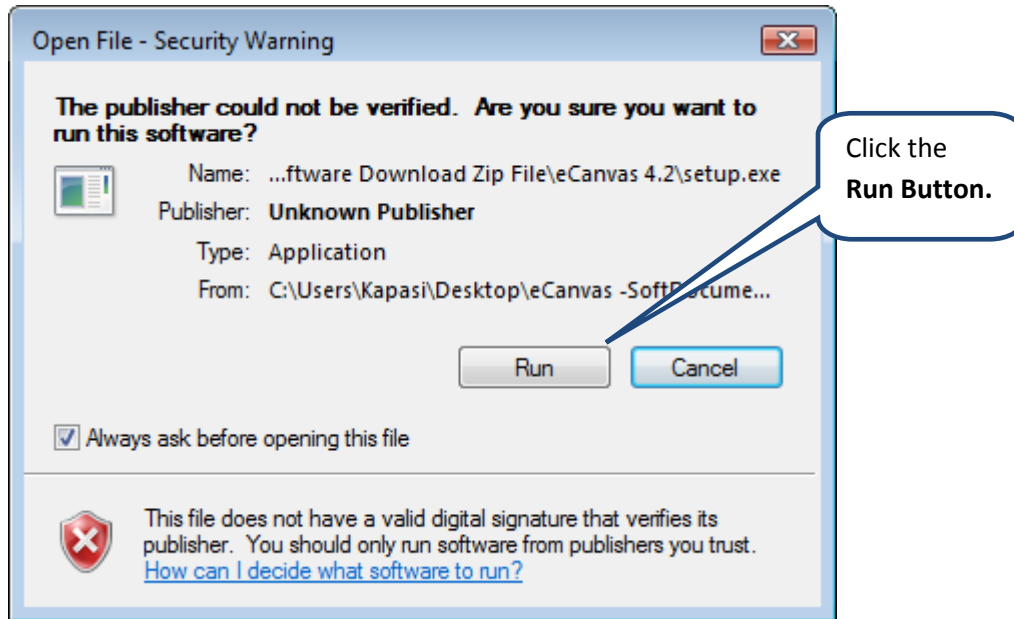 Open File - Security Warning
The publisher could not be verified. Are you sure you want to
run this software?
Name: ...ftware Download Zip File\eCanvas 4.2\setup.exe
Publisher: Unknown Publisher
Type: Application
From: C:\Users\Kapasi\Desktop\eCanvas -SoftDocume...
Click the
Run Button.
Run Cancel
Always ask before opening this file
This file does not have a valid digital signature that verifies its
publisher. You should only run software from publishers you trust.
How can I decide what software to run?